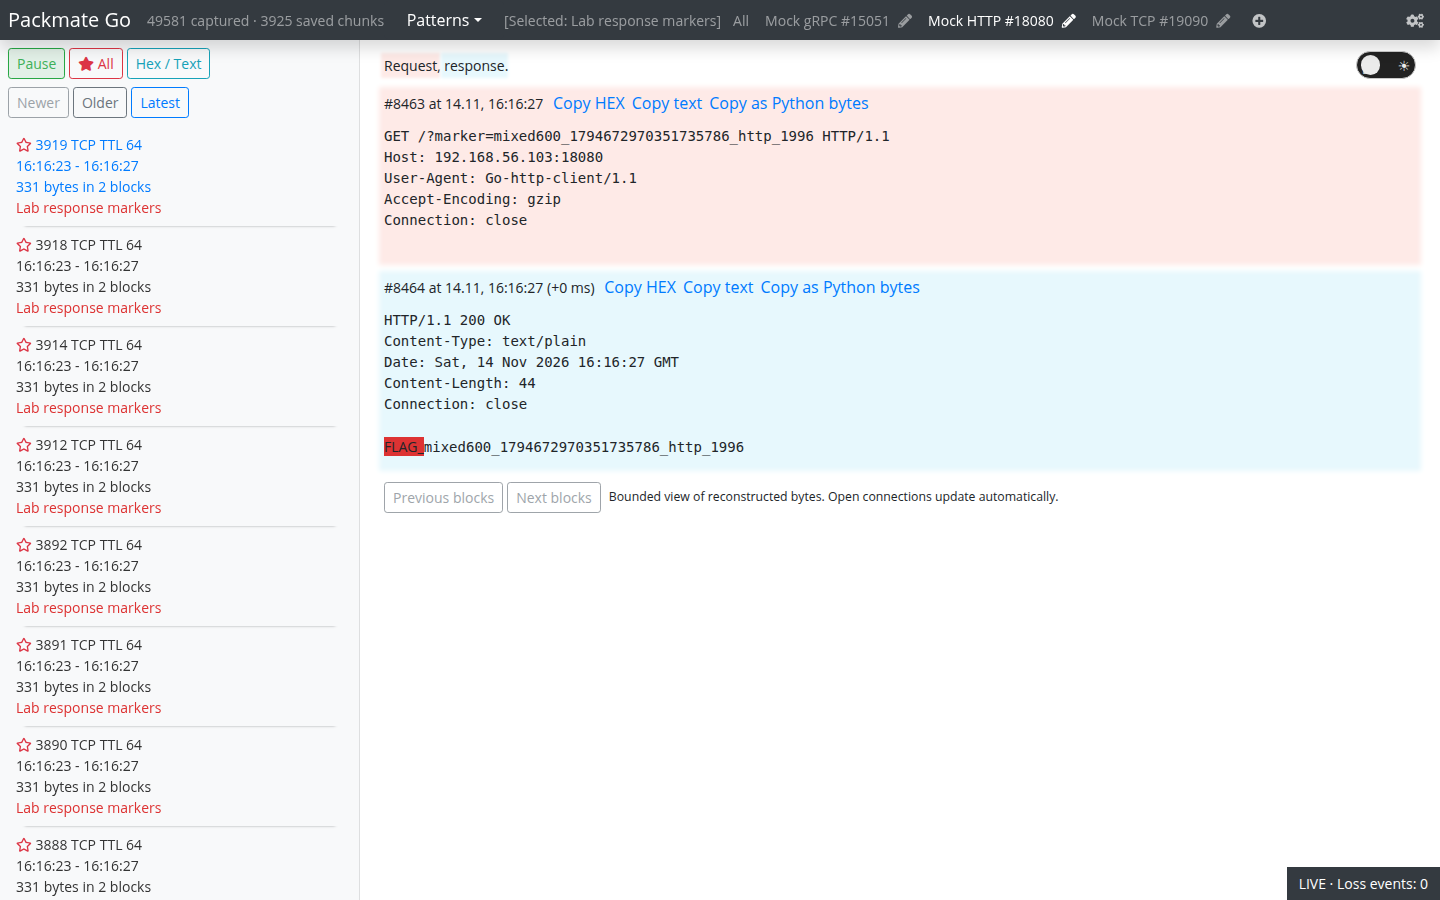 Packmate Go 49581 captured · 3925 saved chunks Patterns [Selected: Lab response markers] All Mock gRPC #15051 Mock HTTP #18080 Mock TCP #19090
Pause All Hex / Text
Newer Older Latest
3919 TCP TTL 64
16:16:23 - 16:16:27
331 bytes in 2 blocks
Lab response markers
3918 TCP TTL 64
16:16:23 - 16:16:27
331 bytes in 2 blocks
Lab response markers
3914 TCP TTL 64
16:16:23 - 16:16:27
331 bytes in 2 blocks
Lab response markers
3912 TCP TTL 64
16:16:23 - 16:16:27
331 bytes in 2 blocks
Lab response markers
3892 TCP TTL 64
16:16:23 - 16:16:27
331 bytes in 2 blocks
Lab response markers
3891 TCP TTL 64
16:16:23 - 16:16:27
331 bytes in 2 blocks
Lab response markers
3890 TCP TTL 64
16:16:23 - 16:16:27
331 bytes in 2 blocks
Lab response markers
3888 TCP TTL 64
16:16:23 - 16:16:27
331 bytes in 2 blocks
Request, response.
#8463 at 14.11, 16:16:27 Copy HEX Copy text Copy as Python bytes
GET /?marker=mixed600_1794672970351735786_http_1996 HTTP/1.1
Host: 192.168.56.103:18080
User-Agent: Go-http-client/1.1
Accept-Encoding: gzip
Connection: close
#8464 at 14.11, 16:16:27 (+0 ms) Copy HEX Copy text Copy as Python bytes
HTTP/1.1 200 OK
Content-Type: text/plain
Date: Sat, 14 Nov 2026 16:16:27 GMT
Content-Length: 44
Connection: close
FLAG_mixed600_1794672970351735786_http_1996
Previous blocks Next blocks Bounded view of reconstructed bytes. Open connections update automatically.
LIVE · Loss events: 0